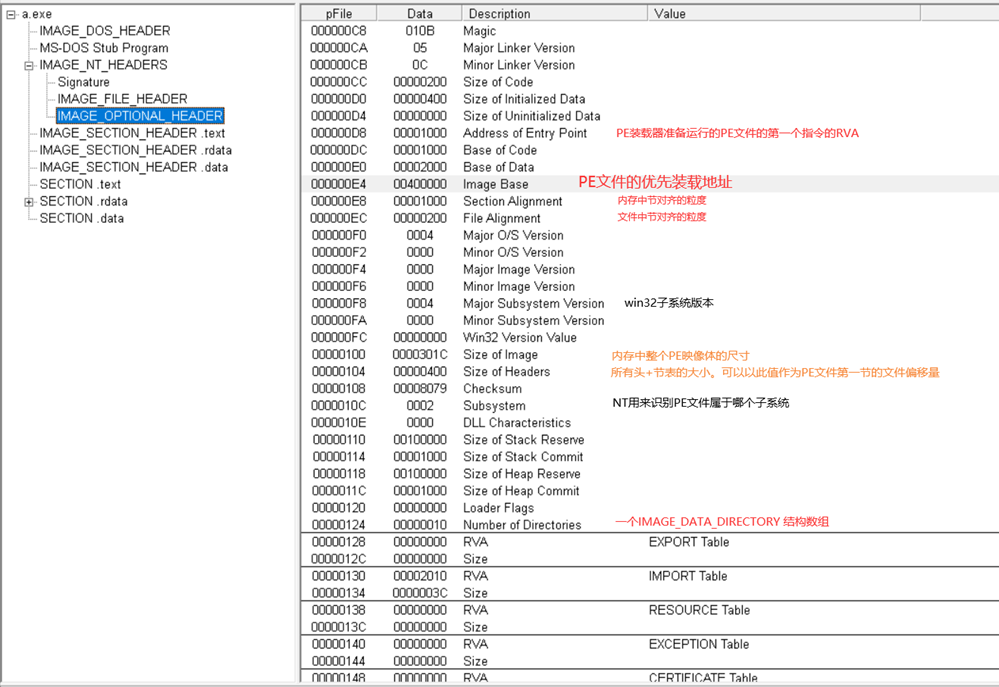 a.exe
IMAGE_DOS_HEADER
MS-DOS Stub Program
IMAGE_NT_HEADERS
Signature
IMAGE_FILE_HEADER
IMAGE_OPTIONAL_HEADER
IMAGE_SECTION_HEADER .text
IMAGE_SECTION_HEADER .rdata
IMAGE_SECTION_HEADER .data
SECTION .text
SECTION .rdata
SECTION .data
pFile Data Description Value
000000C8 010B Magic
000000CA 05 Major Linker Version
000000CB 0C Minor Linker Version
000000CC 00000200 Size of Code
000000D0 00000400 Size of Initialized Data
000000D4 00000000 Size of Uninitialized Data
000000D8 00001000 Address of Entry Point PE装载器准备运行的PE文件的第一个指令的RVA
000000DC 00001000 Base of Code
000000E0 00002000 Base of Data
000000E4 00400000 Image Base PE文件的优先装载地址
000000E8 00001000 Section Alignment 内存中节对齐的粒度
000000EC 00000200 File Alignment 文件中节对齐的粒度
000000F0 0004 Major O/S Version
000000F2 0000 Minor O/S Version
000000F4 0000 Major Image Version
000000F6 0000 Minor Image Version
000000F8 0004 Major Subsystem Version win32子系统版本
000000FA 0000 Minor Subsystem Version
000000FC 00000000 Win32 Version Value
00000100 0000301C Size of Image 内存中整个PE映像体的尺寸
00000104 00000400 Size of Headers 所有头+节表的大小。可以以此值作为PE文件第一节的文件偏移量
00000108 00008079 Checksum
0000010C 0002 Subsystem NT用来识别PE文件属于哪个子系统
0000010E 0000 DLL Characteristics
00000110 00100000 Size of Stack Reserve
00000114 00001000 Size of Stack Commit
00000118 00100000 Size of Heap Reserve
0000011C 00001000 Size of Heap Commit
00000120 00000000 Loader Flags
00000124 00000010 Number of Directories 一个IMAGE_DATA_DIRECTORY 结构数组
00000128 00000000 RVA EXPORT Table
0000012C 00000000 Size
00000130 00002010 RVA IMPORT Table
00000134 0000003C Size
00000138 00000000 RVA RESOURCE Table
0000013C 00000000 Size
00000140 00000000 RVA EXCEPTION Table
00000144 00000000 Size
00000148 00000000 RVA CERTIFICATE Table